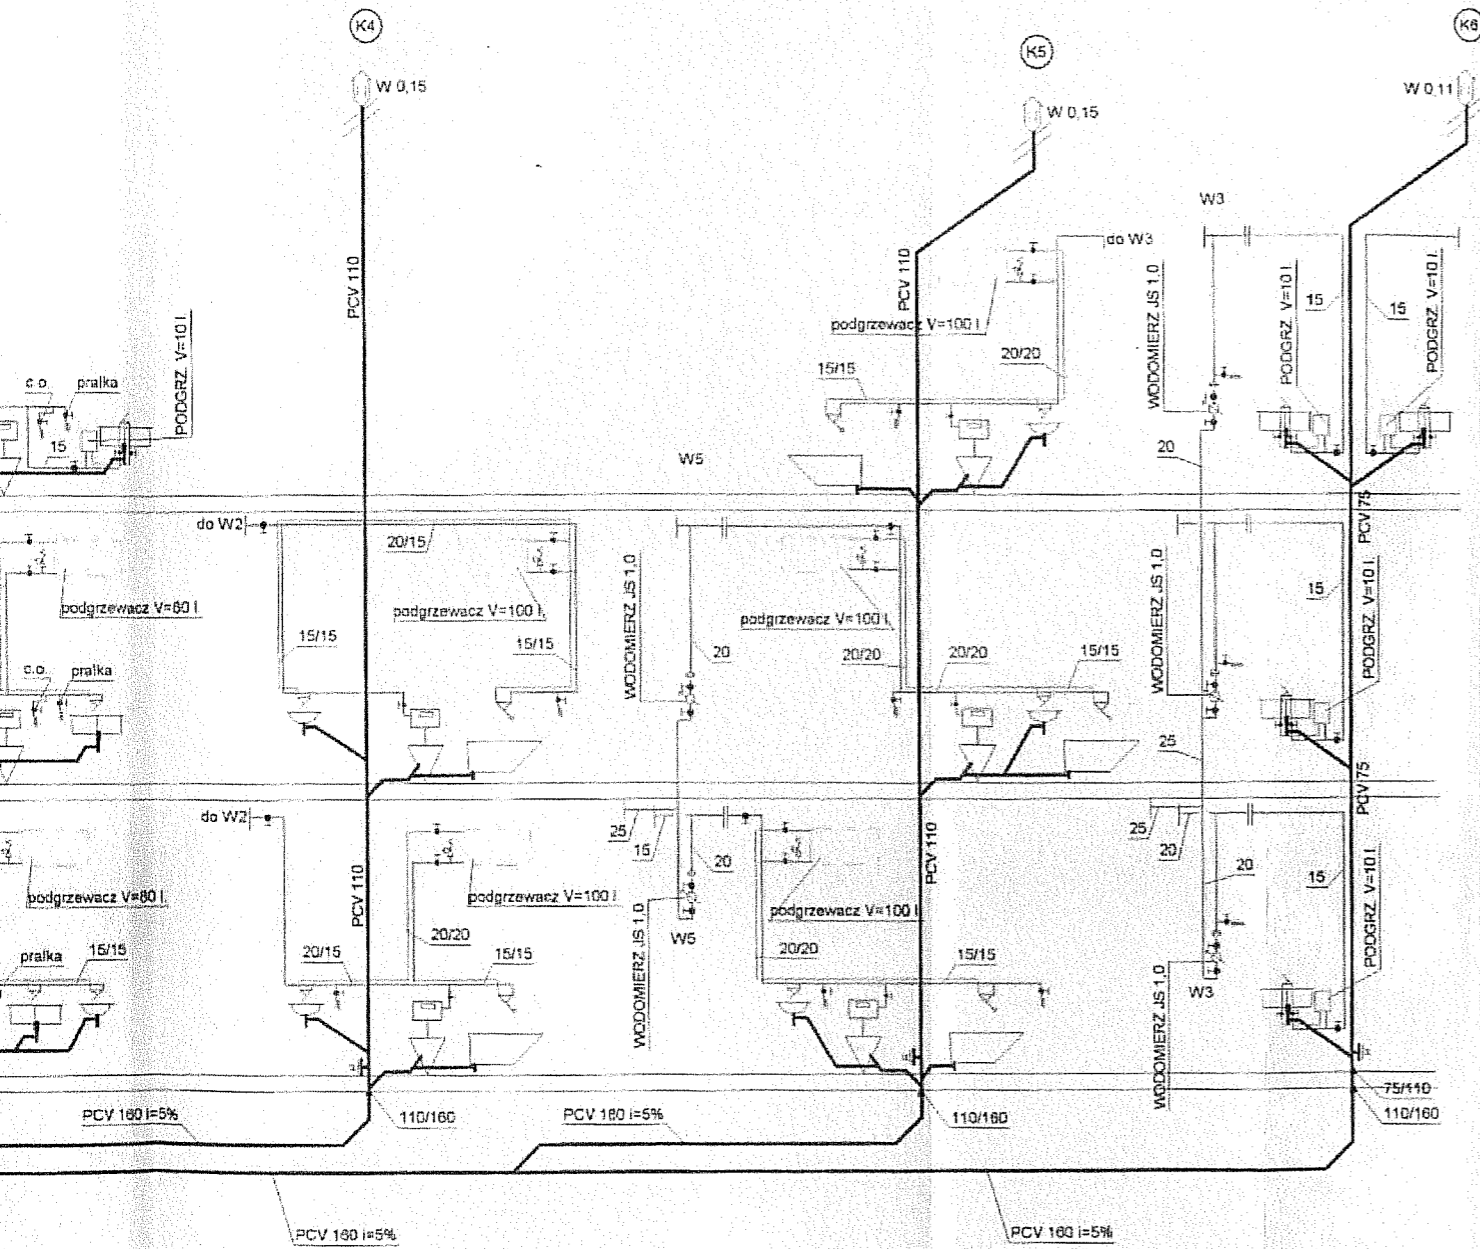 K4
K5
K6
W 0,15
W 0,15
W 0,11
W3
do W3
PCV 110
PCV 110
WODOMIERZ JS 1,0
PODGRZ. V=10 l.
15
15
PODGRZ. V=10 l.
podgrzewacz V=100 l
20/20
15/15
c.o.
pralka
PODGRZ. V=10 l.
15
W5
20
do W2
20/15
PCV 75
podgrzewacz V=80 l.
podgrzewacz V=100 l.
WODOMIERZ JS 1,0
podgrzewacz V=100 l.
WODOMIERZ JS 1,0
15
PODGRZ. V=10 l.
15/15
15/15
20
20/20
20/20
15/15
c.o.
pralka
25
PCV 75
do W2
25
15
20
25
20
20
15
PCV 110
PCV 110
podgrzewacz V=80 l.
podgrzewacz V=100 l
podgrzewacz V=100 l
PODGRZ. V=10 l.
WODOMIERZ JS 1,0
W5
20/20
20/15
15/15
20/20
15/15
pralka
15/15
WODOMIERZ JS 1,0
W3
75/110
110/160
PCV 160 i=5%
110/160
PCV 160 i=5%
110/160
PCV 160 i=5%
PCV 160 i=5%